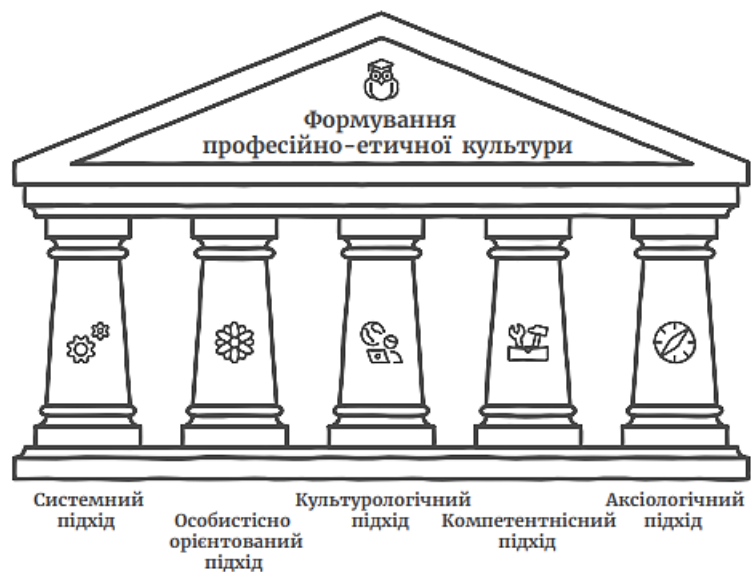 Формування
професійно-етичної культури
Системний
підхід
Особистісно
орієнтований
підхід
Культурологічний
підхід
Компетентнісний
підхід
Аксіологічний
підхід